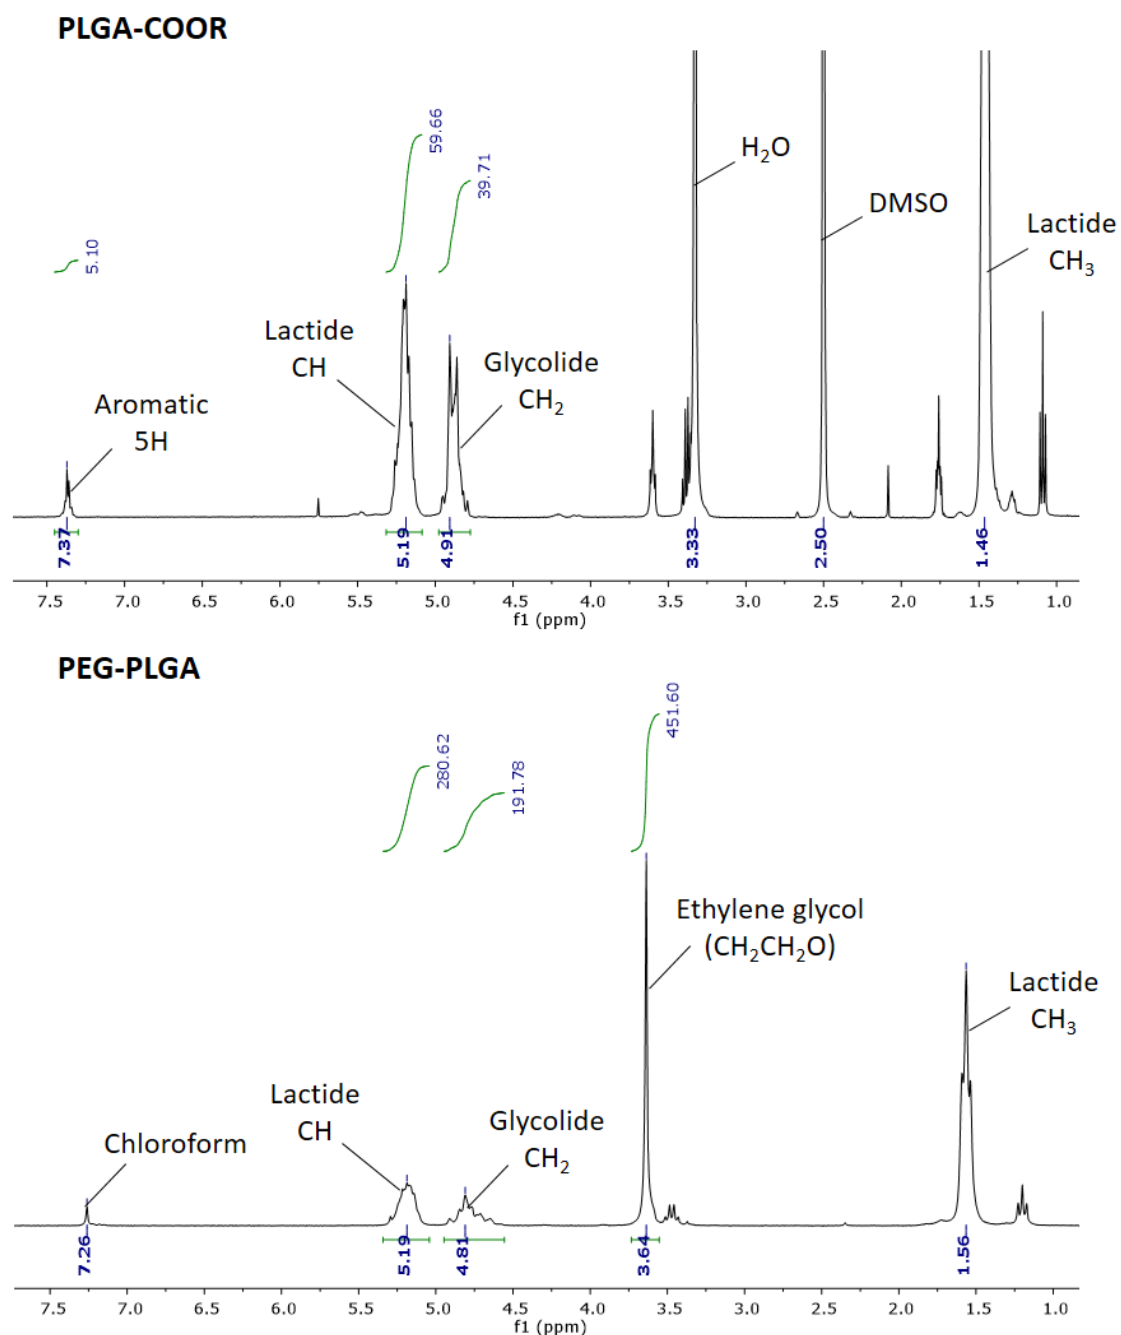 PLGA-COOR
5.10
59.66
39.71
H₂O
DMSO
Lactide
CH₃
Lactide
CH
Glycolide
CH₂
Aromatic
5H
7.37
5.19
4.91
3.33
2.50
1.46
7.5 7.0 6.5 6.0 5.5 5.0 4.5 4.0 3.5 3.0 2.5 2.0 1.5 1.0
f1 (ppm)
PEG-PLGA
280.62
191.78
451.60
Ethylene glycol
(CH₂CH₂O)
Lactide
CH₃
Lactide
CH
Glycolide
CH₂
Chloroform
7.26
5.19
4.81
3.64
1.56
7.5 7.0 6.5 6.0 5.5 5.0 4.5 4.0 3.5 3.0 2.5 2.0 1.5 1.0
f1 (ppm)